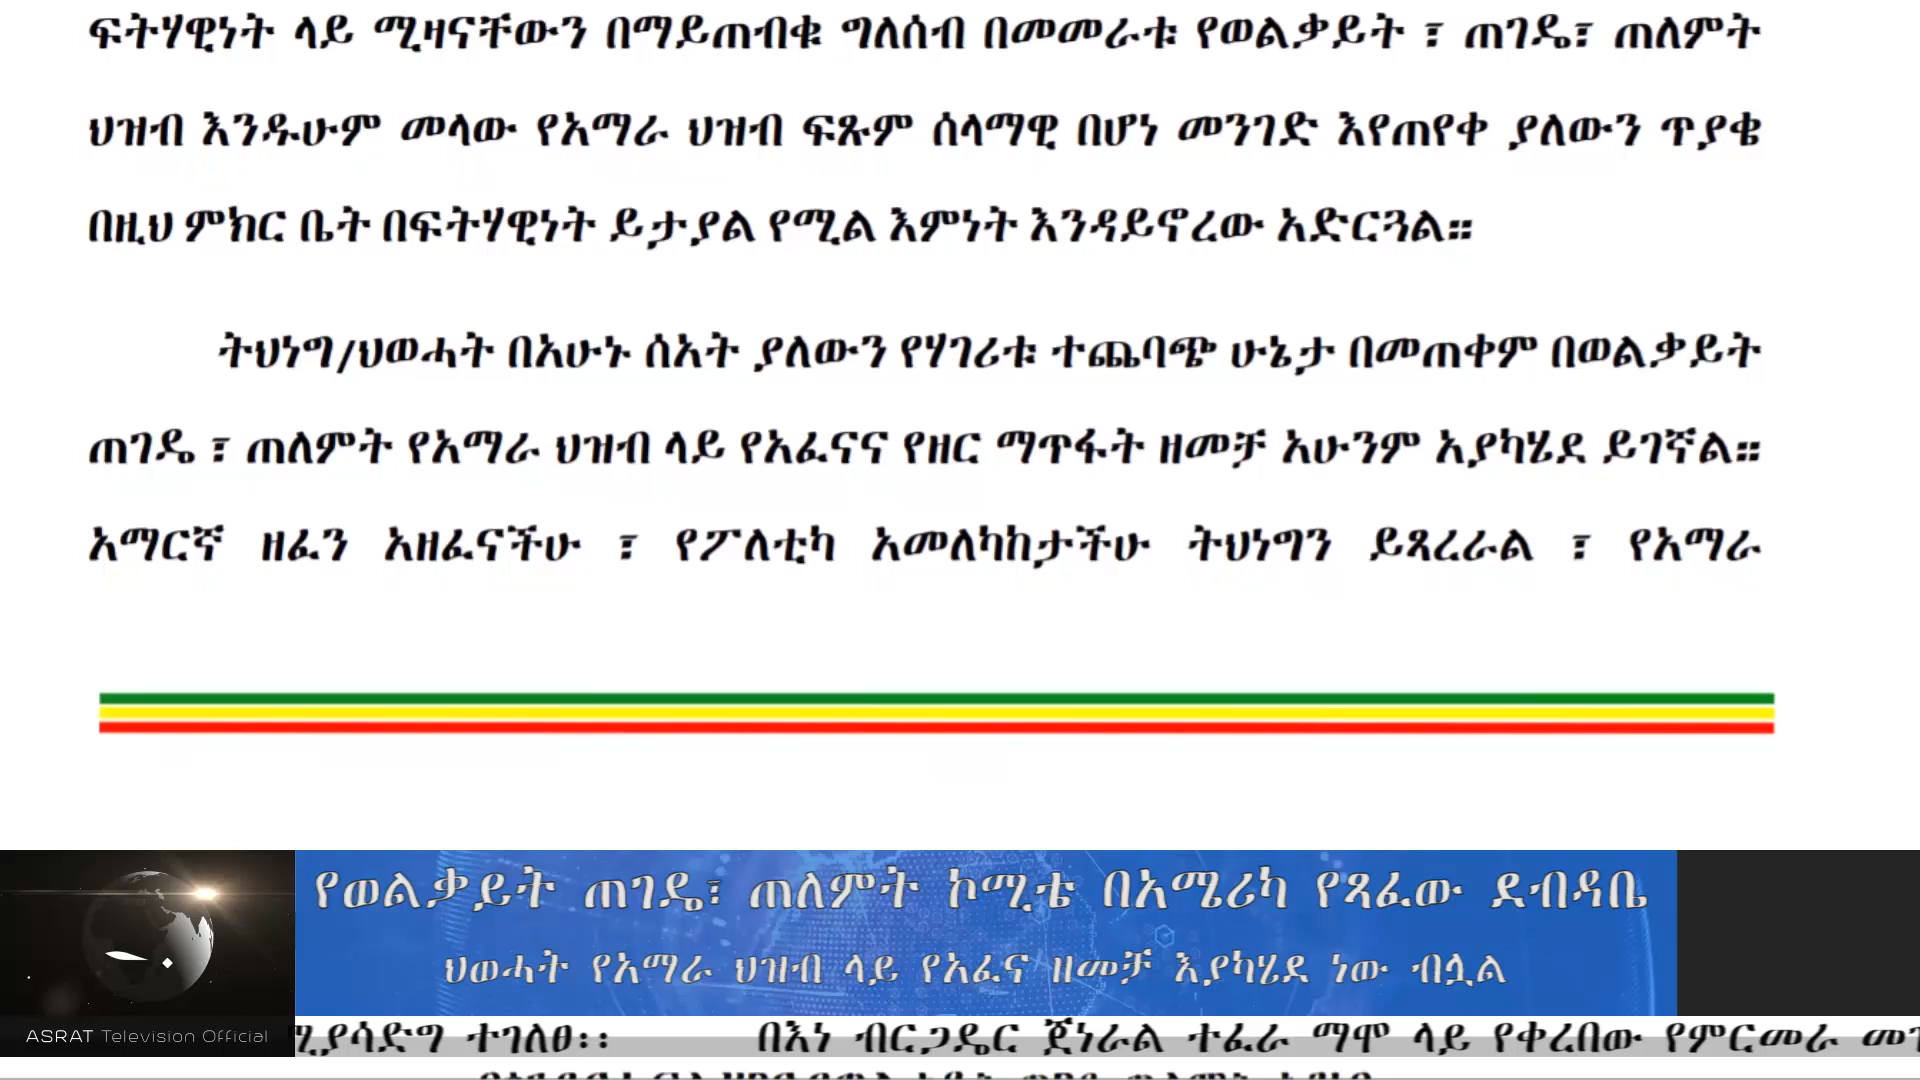 ፍትሃዊነት ላይ ሚዛናቸውን በማይጠብቁ ግለሰብ በመመራቱ የወልቃይት ፣ ጠገዴ፣ ጠለምት
ህዝብ እንዱሁም መላው የአማራ ህዝብ ፍጹም ሰላማዊ በሆነ መንገድ እየጠየቀ ያለውን ጥያቄ
በዚህ ምክር ቤት በፍትሃዊነት ይታያል የሚል እምነት እንዳይኖረው አድርጓል።
ትህነግ/ህወሓት በአሁኑ ሰአት ያለውን የሃገሪቱ ተጨባጭ ሁኔታ በመጠቀም በወልቃይት
ጠገዴ ፣ ጠለምት የአማራ ህዝብ ላይ የአፈናና የዘር ማጥፋት ዘመቻ አሁንም አያካሄደ ይገኛል።
አማርኛ ዘፈን አዘፈናችሁ ፣ የፖለቲካ አመለካከታችሁ ትህነግን ይጻረራል ፣ የአማራ
የወልቃይት ጠገዴ፣ ጠለምት ኮሚቴ በአሜሪካ የጻፈው ደብዳቤ
ህወሓት የአማራ ህዝብ ላይ የአፈና ዘመቻ እያካሄደ ነው ብሏል
ASRAT Television Official
ሚያሳድግ ተገለፀ፡፡ በእነ ብርጋዴር ጀነራል ተፈራ ማሞ ላይ የቀረበው የምርመራ